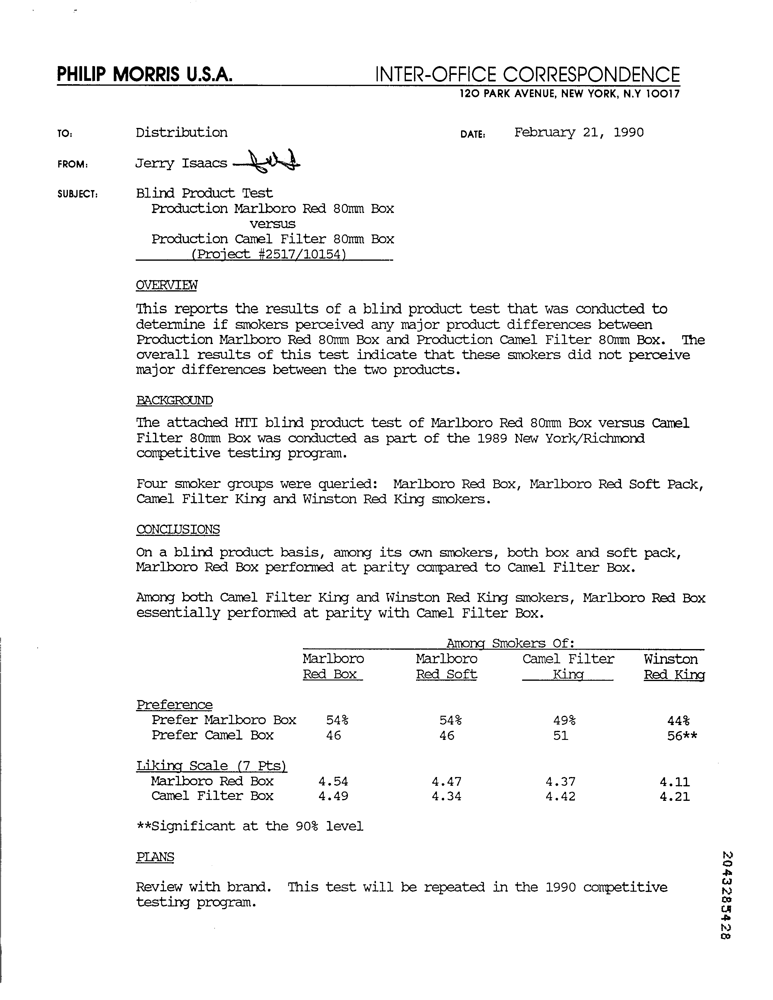 PHILIP MORRIS U.S.A. INTER-OFFICE CORRESPONDENCE
120 PARK AVENUE, NEW YORK, N.Y 10017
TO: Distribution DATE: February 21, 1990
FROM: Jerry Isaacs
SUBJECT: Blind Product Test
Production Marlboro Red 80mm Box
versus
Production Camel Filter 80mm Box
(Project #2517/10154)
OVERVIEW
This reports the results of a blind product test that was conducted to
determine if smokers perceived any major product differences between
Production Marlboro Red 80mm Box and Production Camel Filter 80mm Box. The
overall results of this test indicate that these smokers did not perceive
major differences between the two products.
BACKGROUND
The attached HTI blind product test of Marlboro Red 80mm Box versus Camel
Filter 80mm Box was conducted as part of the 1989 New York/Richmond
competitive testing program.
Four smoker groups were queried: Marlboro Red Box, Marlboro Red Soft Pack,
Camel Filter King and Winston Red King smokers.
CONCLUSIONS
On a blind product basis, among its own smokers, both box and soft pack,
Marlboro Red Box performed at parity compared to Camel Filter Box.
Among both Camel Filter King and Winston Red King smokers, Marlboro Red Box
essentially performed at parity with Camel Filter Box.
Among Smokers Of:
Marlboro Marlboro Camel Filter Winston
Red Box Red Soft King Red King
Preference
Prefer Marlboro Box 54% 54% 49% 44%
Prefer Camel Box 46 46 51 56**
Liking Scale (7 Pts)
Marlboro Red Box 4.54 4.47 4.37 4.11
Camel Filter Box 4.49 4.34 4.42 4.21
**Significant at the 90% level
PLANS
Review with brand. This test will be repeated in the 1990 competitive
testing program.
2043285428